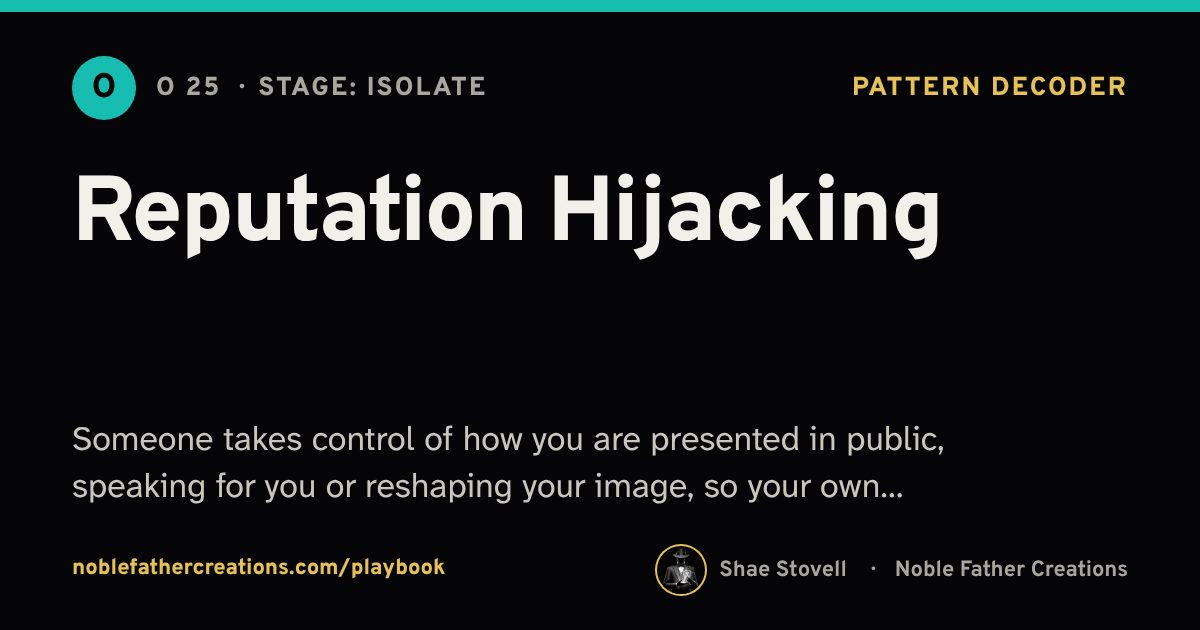 O
O 25 · STAGE: ISOLATE
PATTERN DECODER
Reputation Hijacking
Someone takes control of how you are presented in public,
speaking for you or reshaping your image, so your own...
noblefathercreations.com/playbook
Shae Stovell · Noble Father Creations